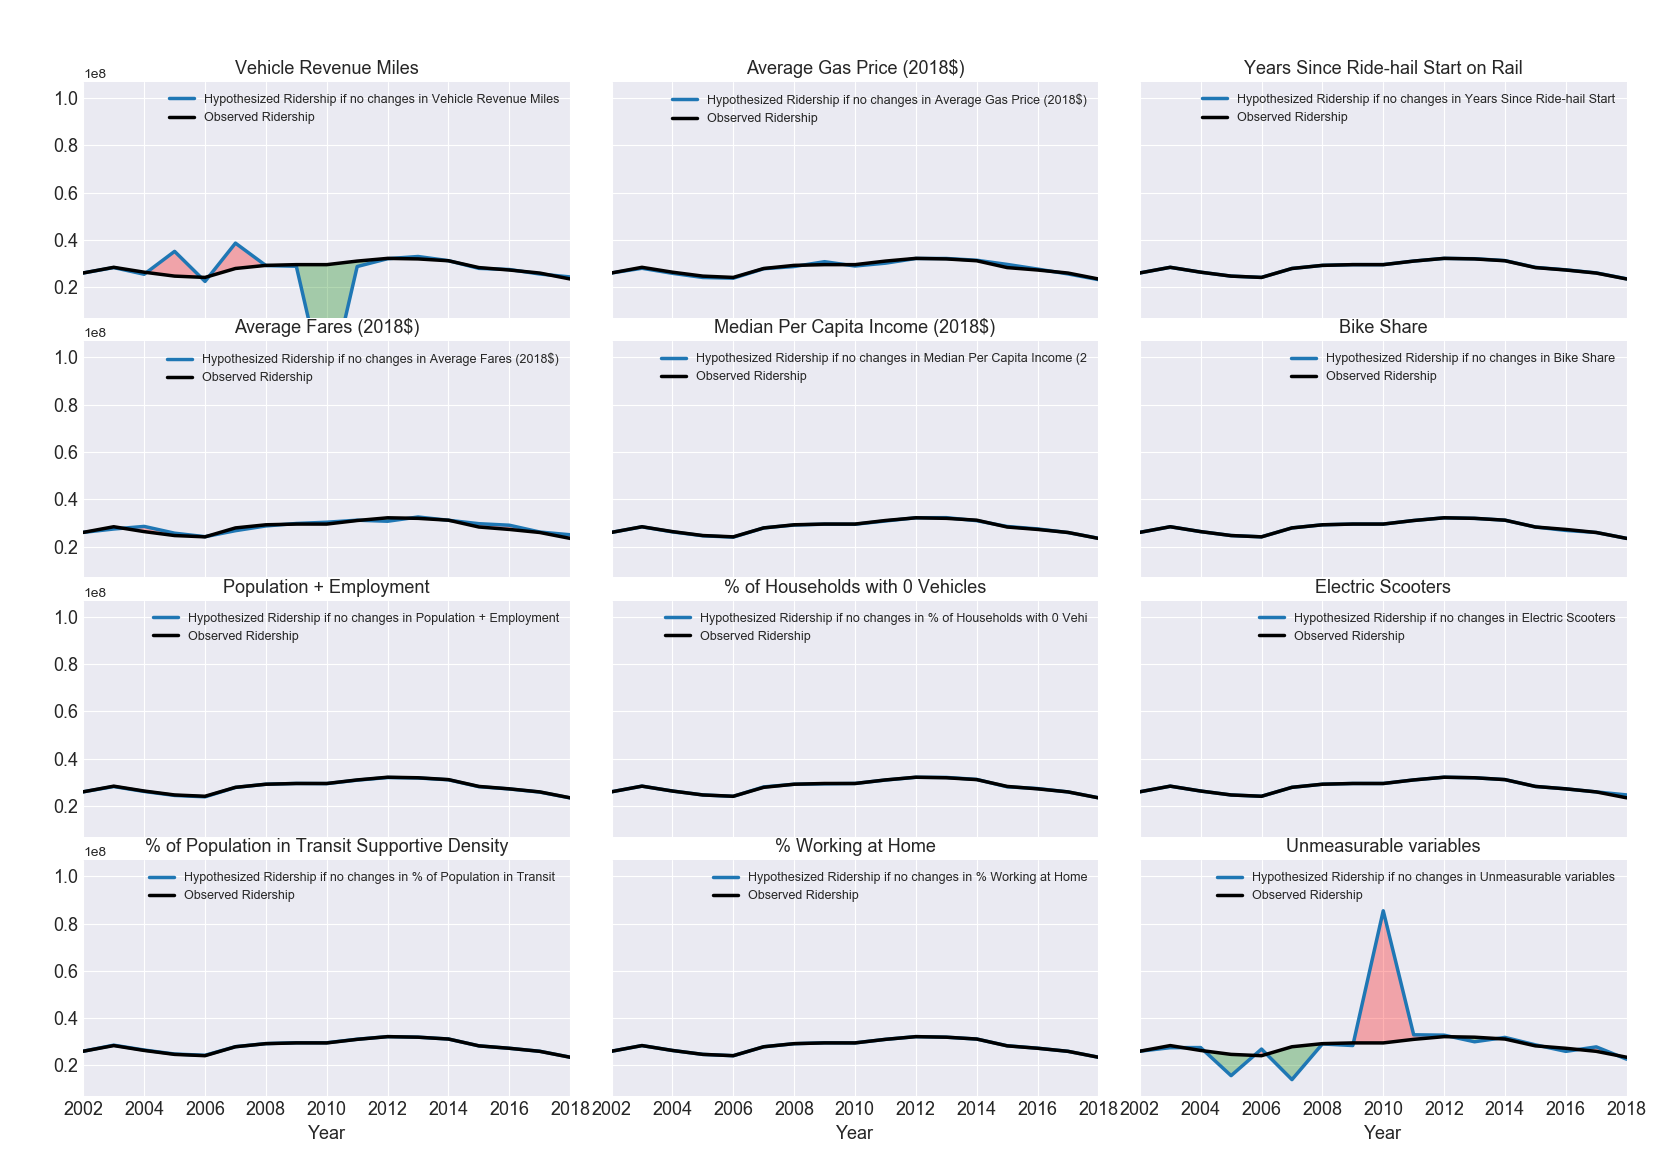 Vehicle Revenue Miles
Average Gas Price (2018$)
Years Since Ride-hail Start on Rail
1e8
Hypothesized Ridership if no changes in Vehicle Revenue Miles
Observed Ridership
Hypothesized Ridership if no changes in Average Gas Price (2018$)
Observed Ridership
Hypothesized Ridership if no changes in Years Since Ride-hail Start
Observed Ridership
1.0
0.8
0.6
0.4
0.2
Average Fares (2018$)
Median Per Capita Income (2018$)
Bike Share
1e8
Hypothesized Ridership if no changes in Average Fares (2018$)
Observed Ridership
Hypothesized Ridership if no changes in Median Per Capita Income (2
Observed Ridership
Hypothesized Ridership if no changes in Bike Share
Observed Ridership
1.0
0.8
0.6
0.4
0.2
Population + Employment
% of Households with 0 Vehicles
Electric Scooters
1e8
Hypothesized Ridership if no changes in Population + Employment
Observed Ridership
Hypothesized Ridership if no changes in % of Households with 0 Vehi
Observed Ridership
Hypothesized Ridership if no changes in Electric Scooters
Observed Ridership
1.0
0.8
0.6
0.4
0.2
% of Population in Transit Supportive Density
% Working at Home
Unmeasurable variables
1e8
Hypothesized Ridership if no changes in % of Population in Transit
Observed Ridership
Hypothesized Ridership if no changes in % Working at Home
Observed Ridership
Hypothesized Ridership if no changes in Unmeasurable variables
Observed Ridership
1.0
0.8
0.6
0.4
0.2
2002 2004 2006 2008 2010 2012 2014 2016 2018
2002 2004 2006 2008 2010 2012 2014 2016 2018
2002 2004 2006 2008 2010 2012 2014 2016 2018
Year
Year
Year